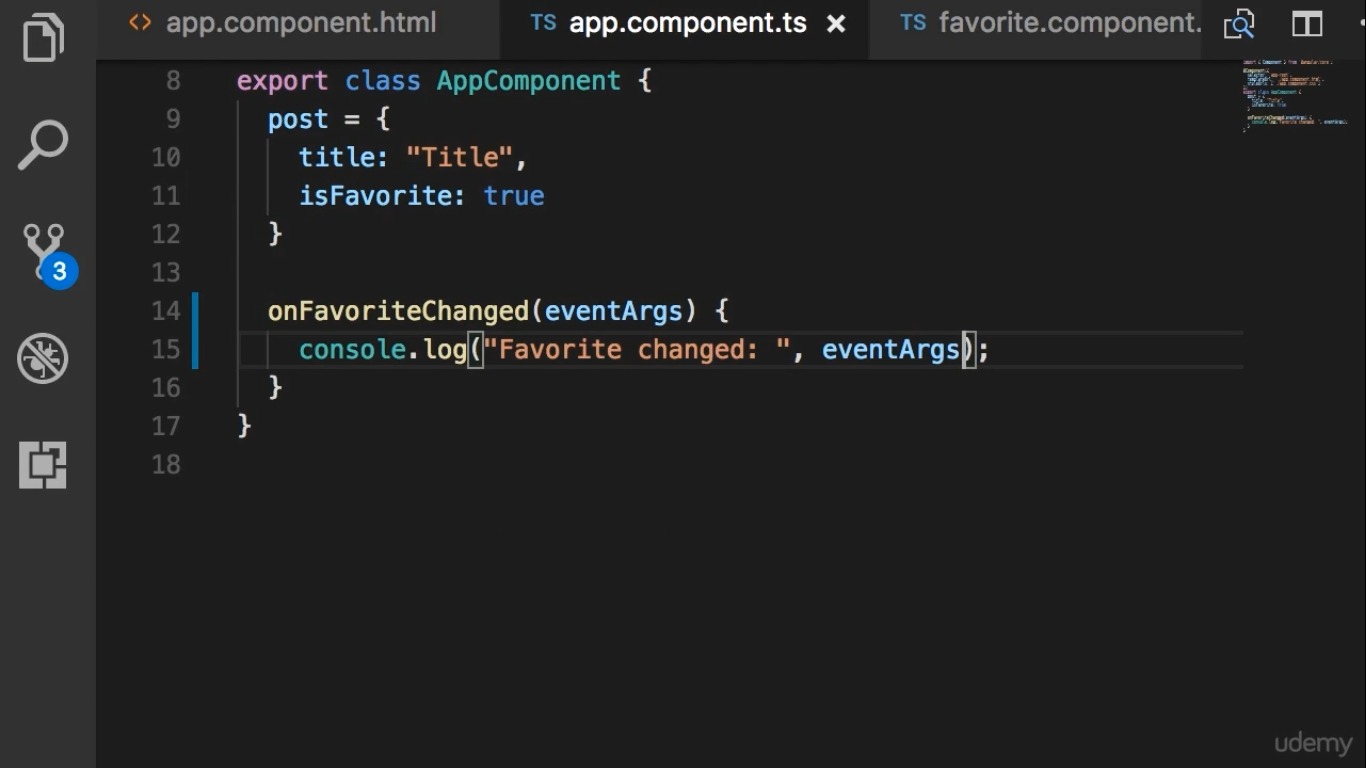 <> app.component.html TS app.component.ts × TS favorite.component.
8 export class AppComponent {
9 post = {
10 title: "Title",
11 isFavorite: true
12 }
13
14 onFavoriteChanged(eventArgs) {
15 console.log("Favorite changed: ", eventArgs);
16 }
17 }
18
3
udemy